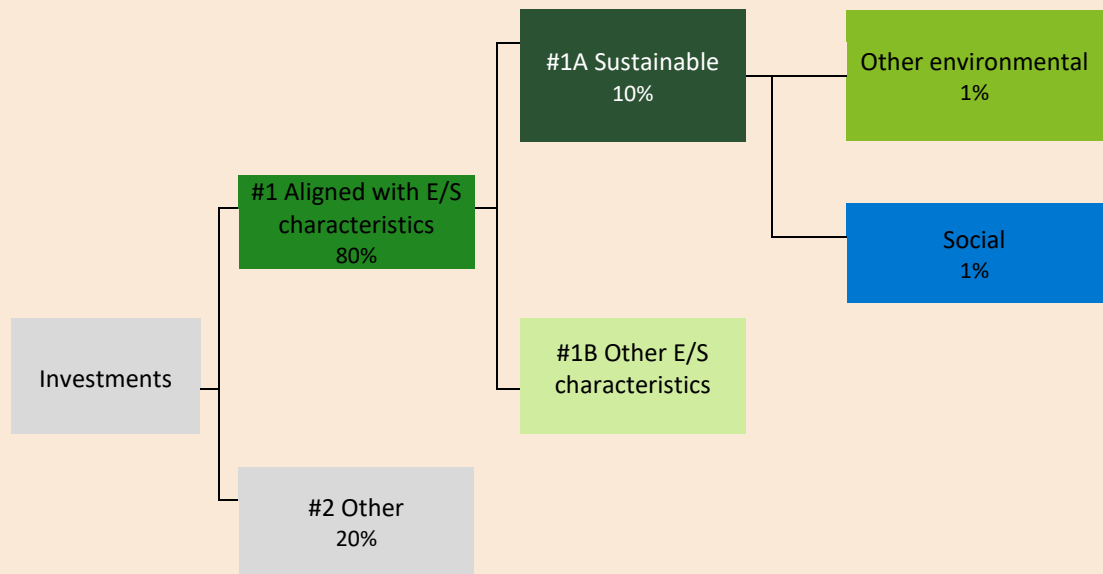 #1A Sustainable
10%
Other environmental
1%
#1 Aligned with E/S
characteristics
80%
Social
1%
Investments
#1B Other E/S
characteristics
#2 Other
20%